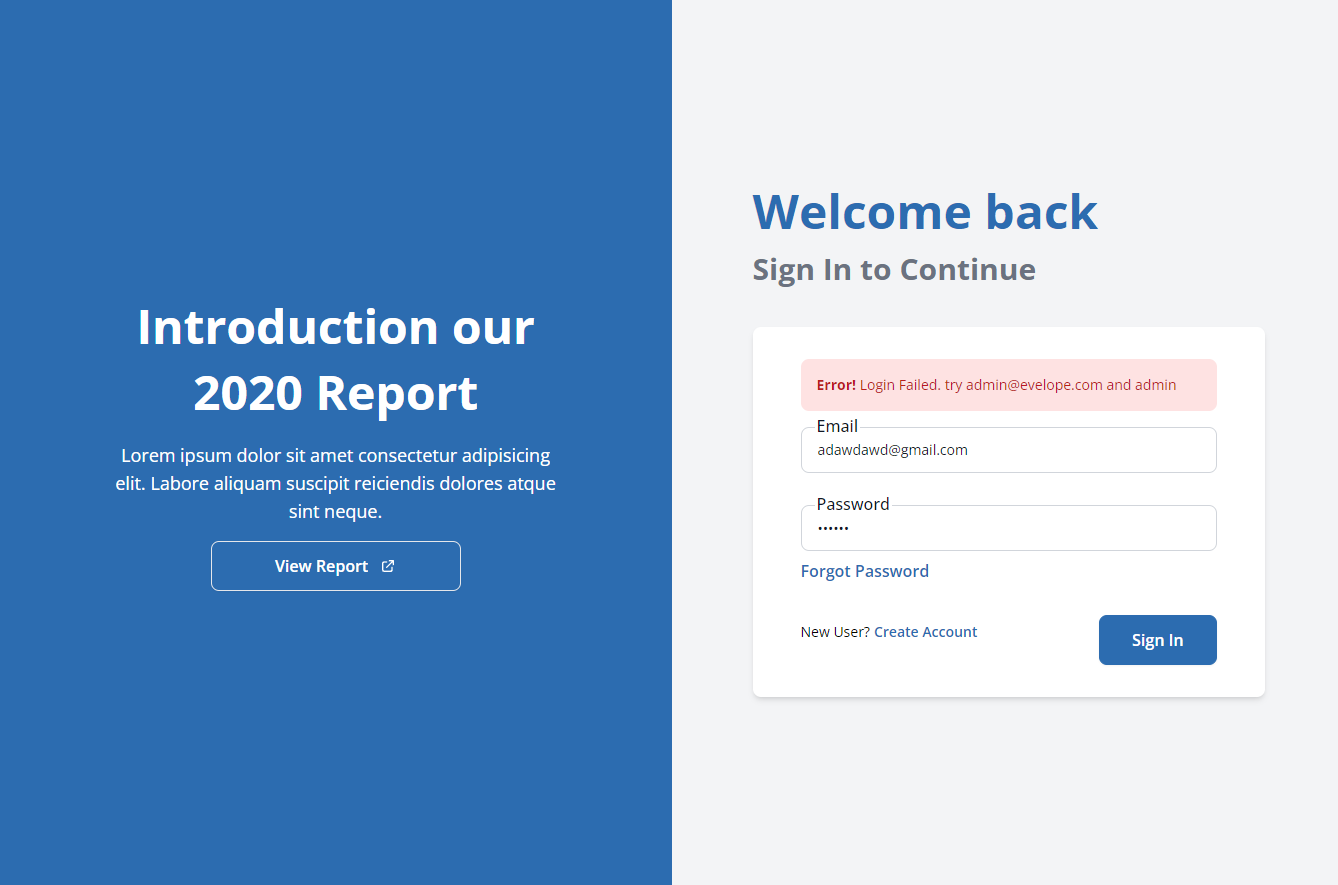 Introduction our
2020 Report
Lorem ipsum dolor sit amet consectetur adipisicing
elit. Labore aliquam suscipit reiciendis dolores atque
sint neque.
View Report
Welcome back
Sign In to Continue
Error! Login Failed. try admin@evelope.com and admin
Email
adawdawd@gmail.com
Password
••••••
Forgot Password
New User? Create Account
Sign In